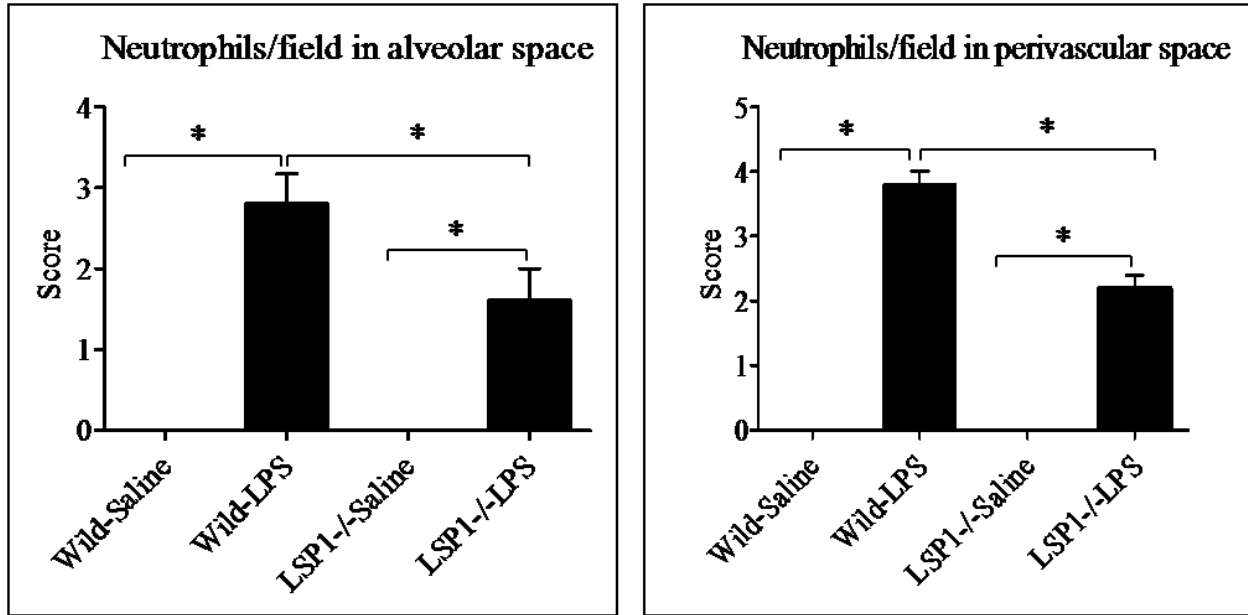 Neutrophils/field in alveolar space
4
3
2
1
0
Score
*
*
*
Wild-Saline
Wild-LPS
LSP1-/-Saline
LSP1-/-LPS
Neutrophils/field in perivascular space
5
4
3
2
1
0
Score
*
*
*
Wild-Saline
Wild-LPS
LSP1-/-Saline
LSP1-/-LPS